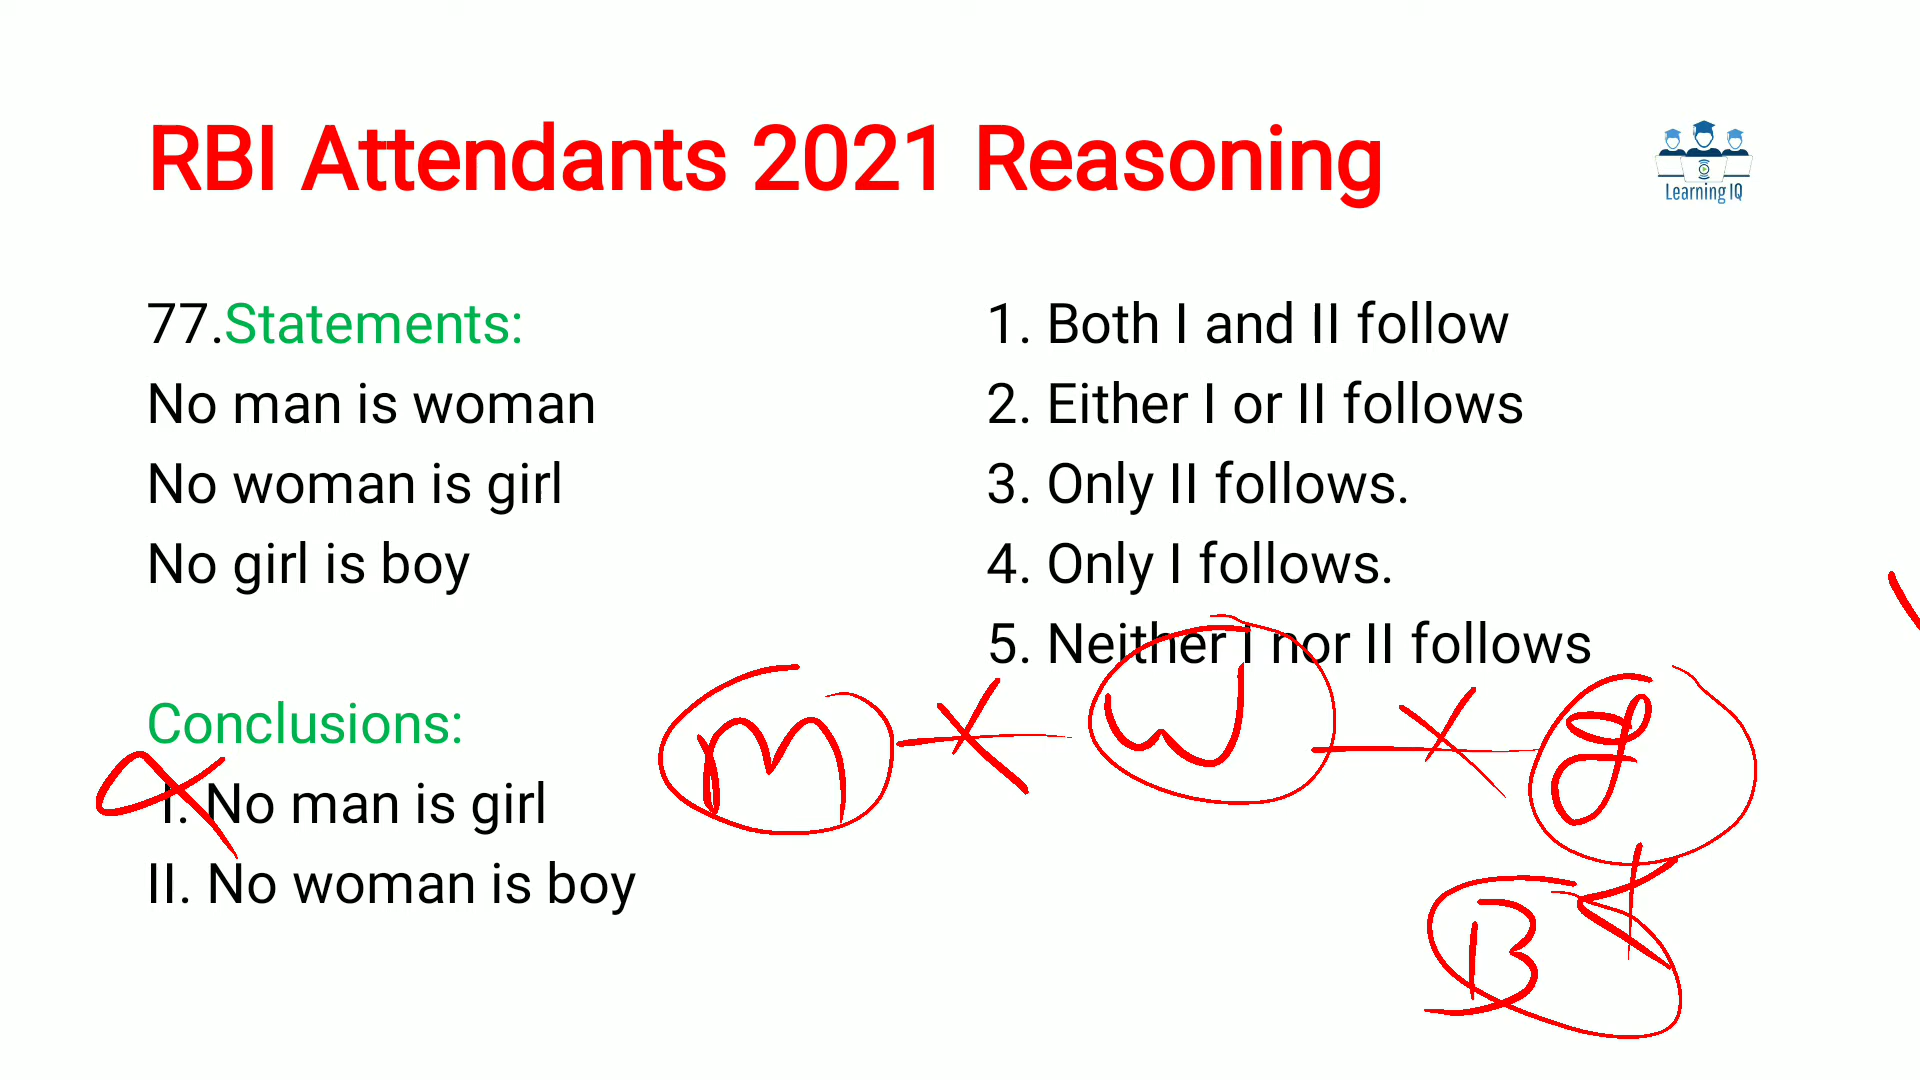 RBI Attendants 2021 Reasoning
Learning IQ
77.Statements:
No man is woman
No woman is girl
No girl is boy
Conclusions:
I. No man is girl
II. No woman is boy
1. Both I and II follow
2. Either I or II follows
3. Only II follows.
4. Only I follows.
5. Neither I nor II follows
M
W
g
B